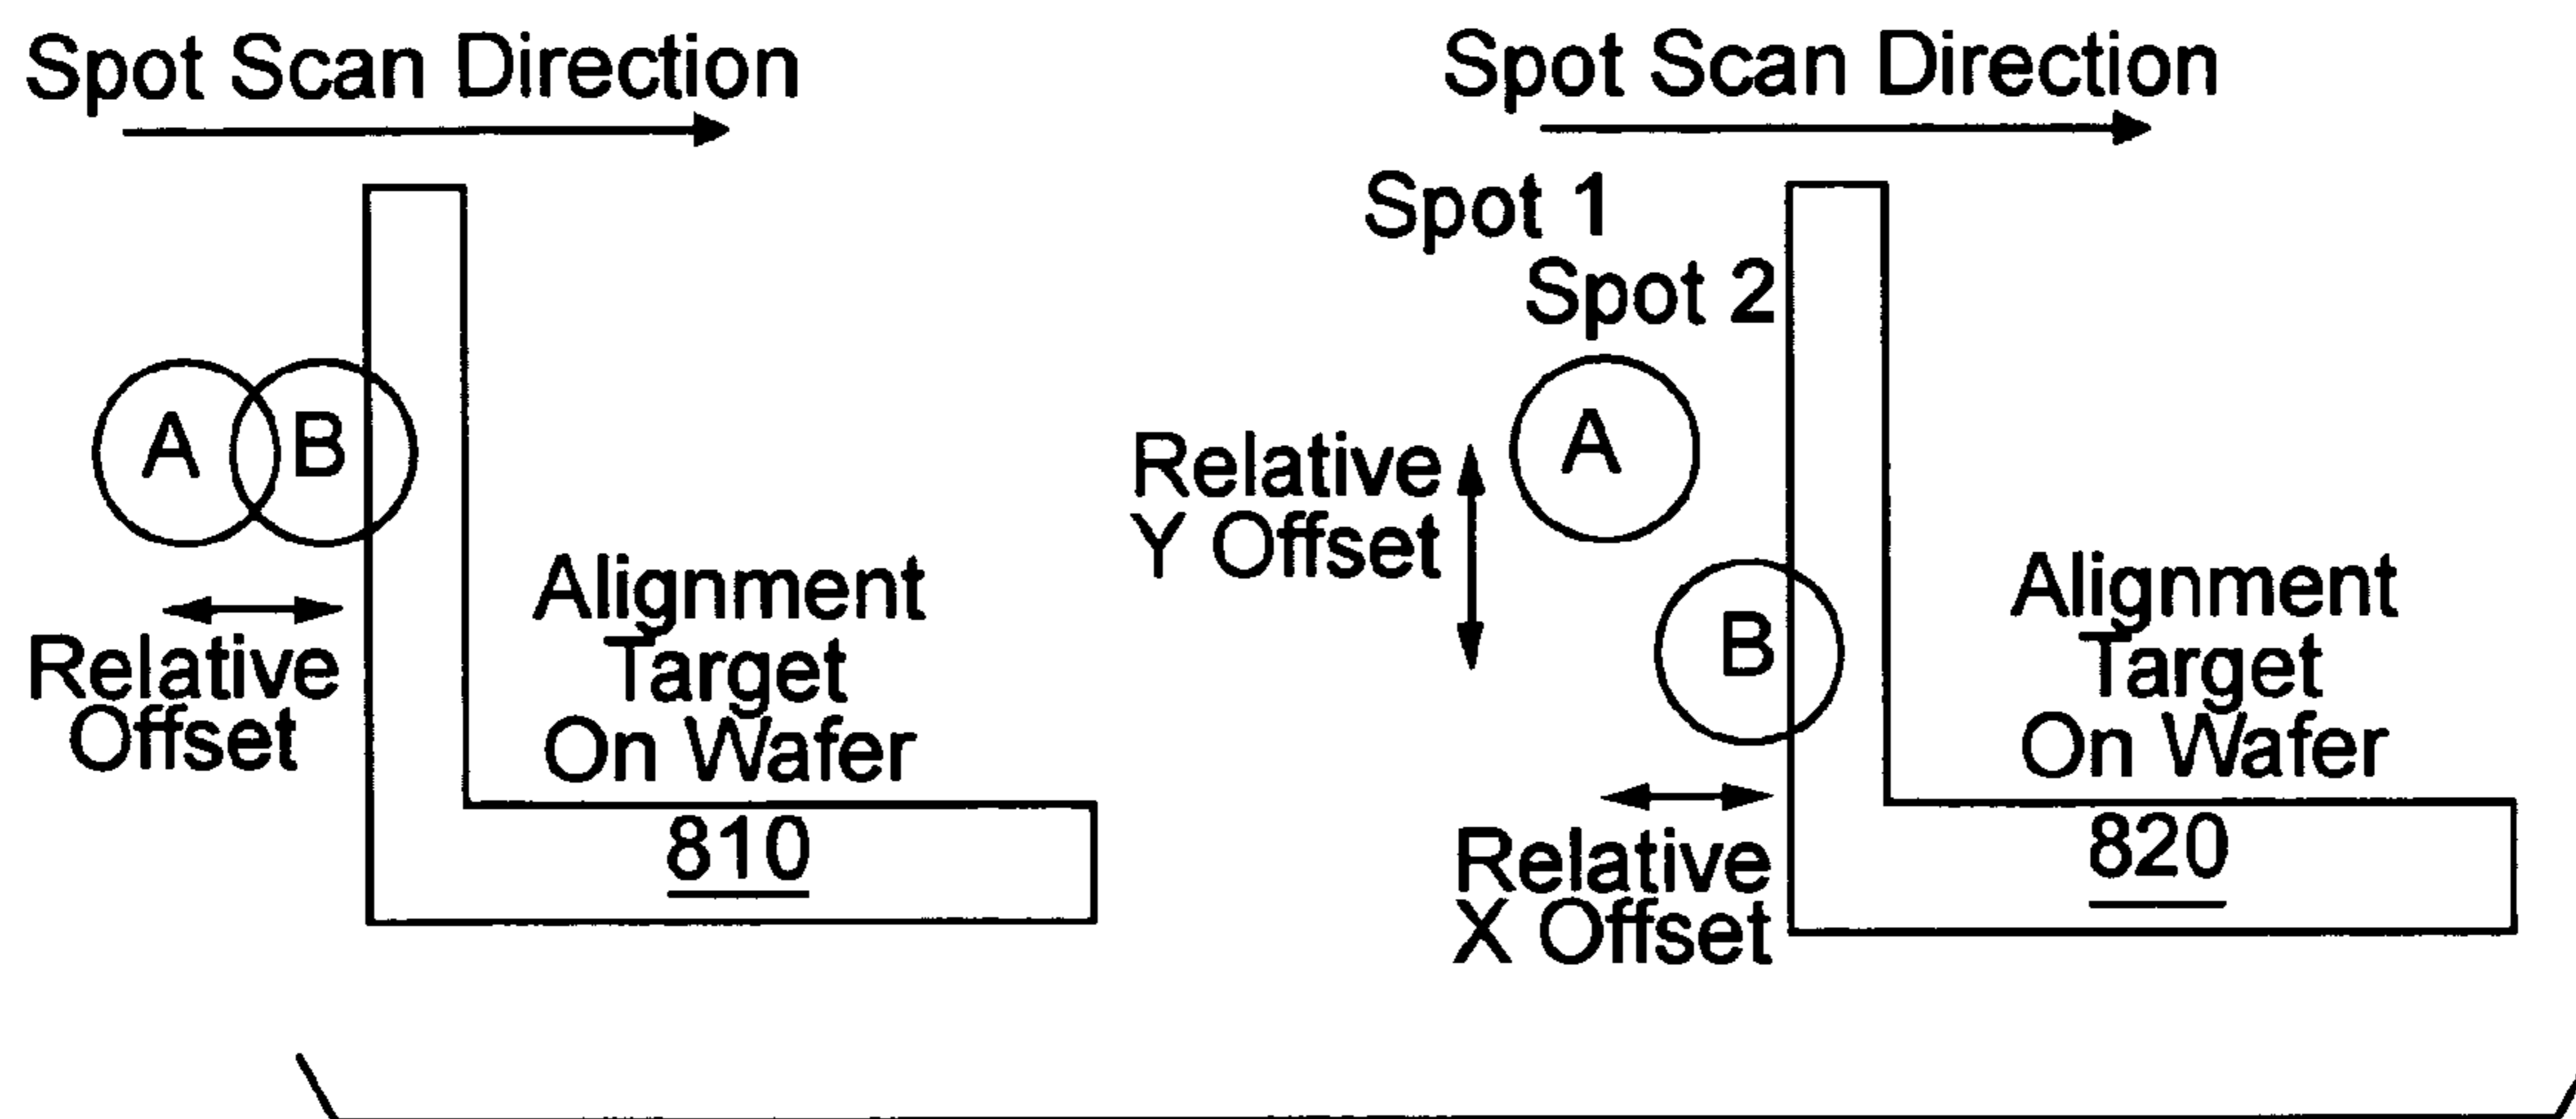 Spot Scan Direction
A
B
Relative
Offset
Alignment
Target
On Wafer
810
Spot Scan Direction
Spot 1
Spot 2
A
Relative
Y Offset
B
Relative
X Offset
Alignment
Target
On Wafer
820